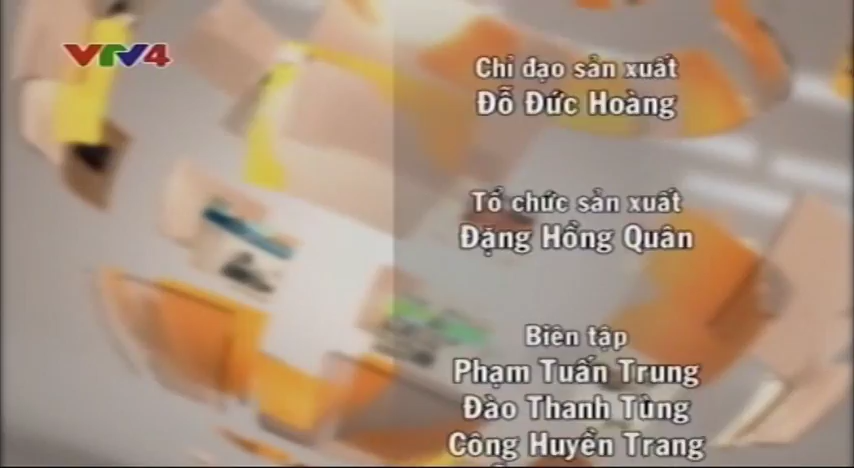 VTV4
Chỉ đạo sản xuất
Đỗ Đức Hoàng
Tổ chức sản xuất
Đặng Hồng Quân
Biên tập
Phạm Tuấn Trung
Đào Thanh Tùng
Công Huyền Trang